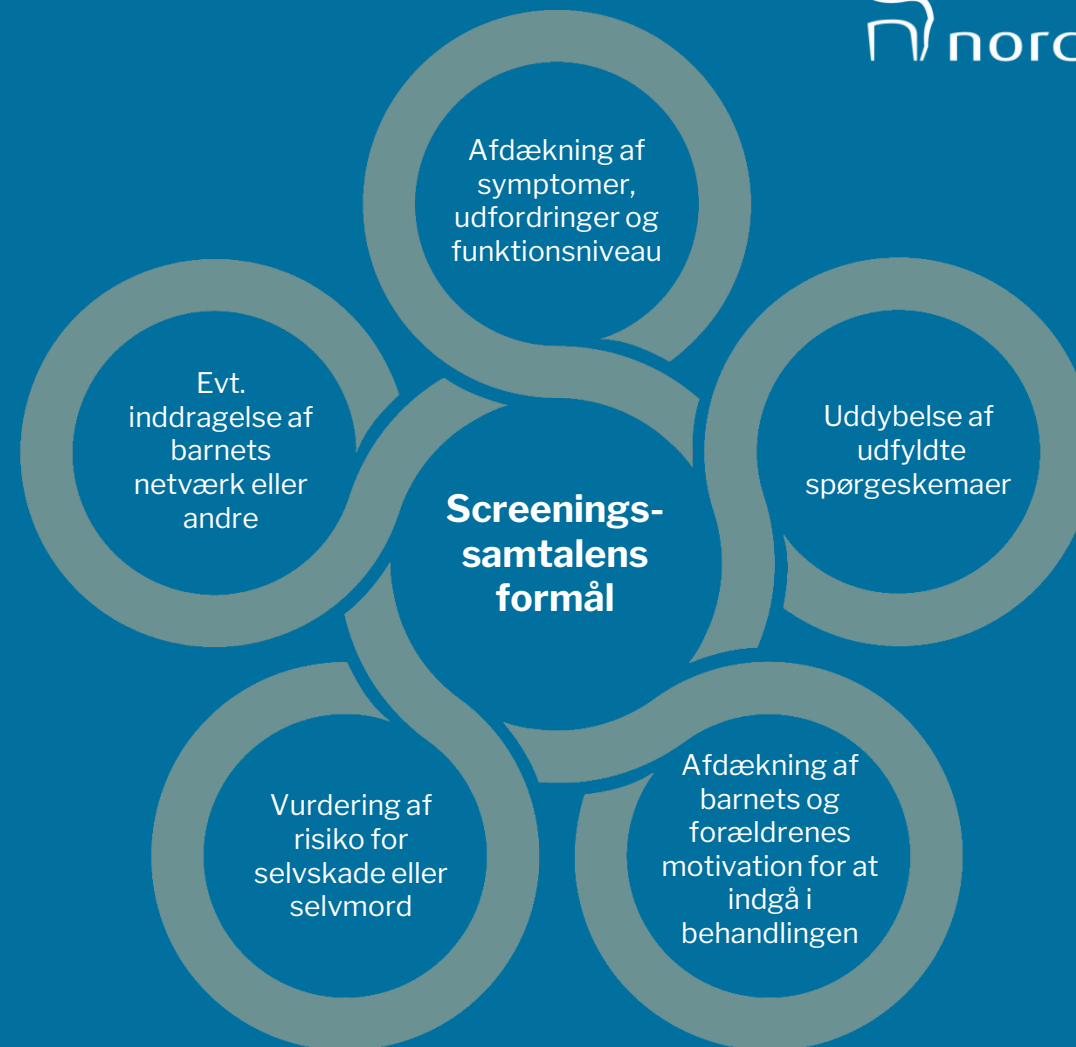 Afdækning af
symptomer,
udfordringer og
funktionsniveau
Uddybelse af
udfyldte
spørgeskemaer
Afdækning af
barnets og
forældrenes
motivation for at
indgå i
behandlingen
Vurdering af
risiko for
selvskade eller
selvmord
Evt.
inddragelse af
barnets
netværk eller
andre
Screenings-
samtalens
formål